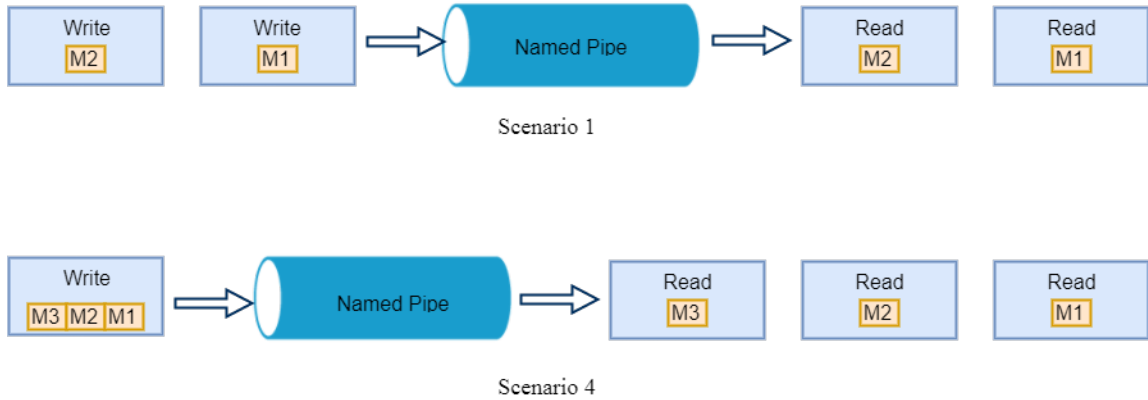 Write
M2
Write
M1
Named Pipe
Read
M2
Read
M1
Scenario 1
Write
M3 M2 M1
Named Pipe
Read
M3
Read
M2
Read
M1
Scenario 4